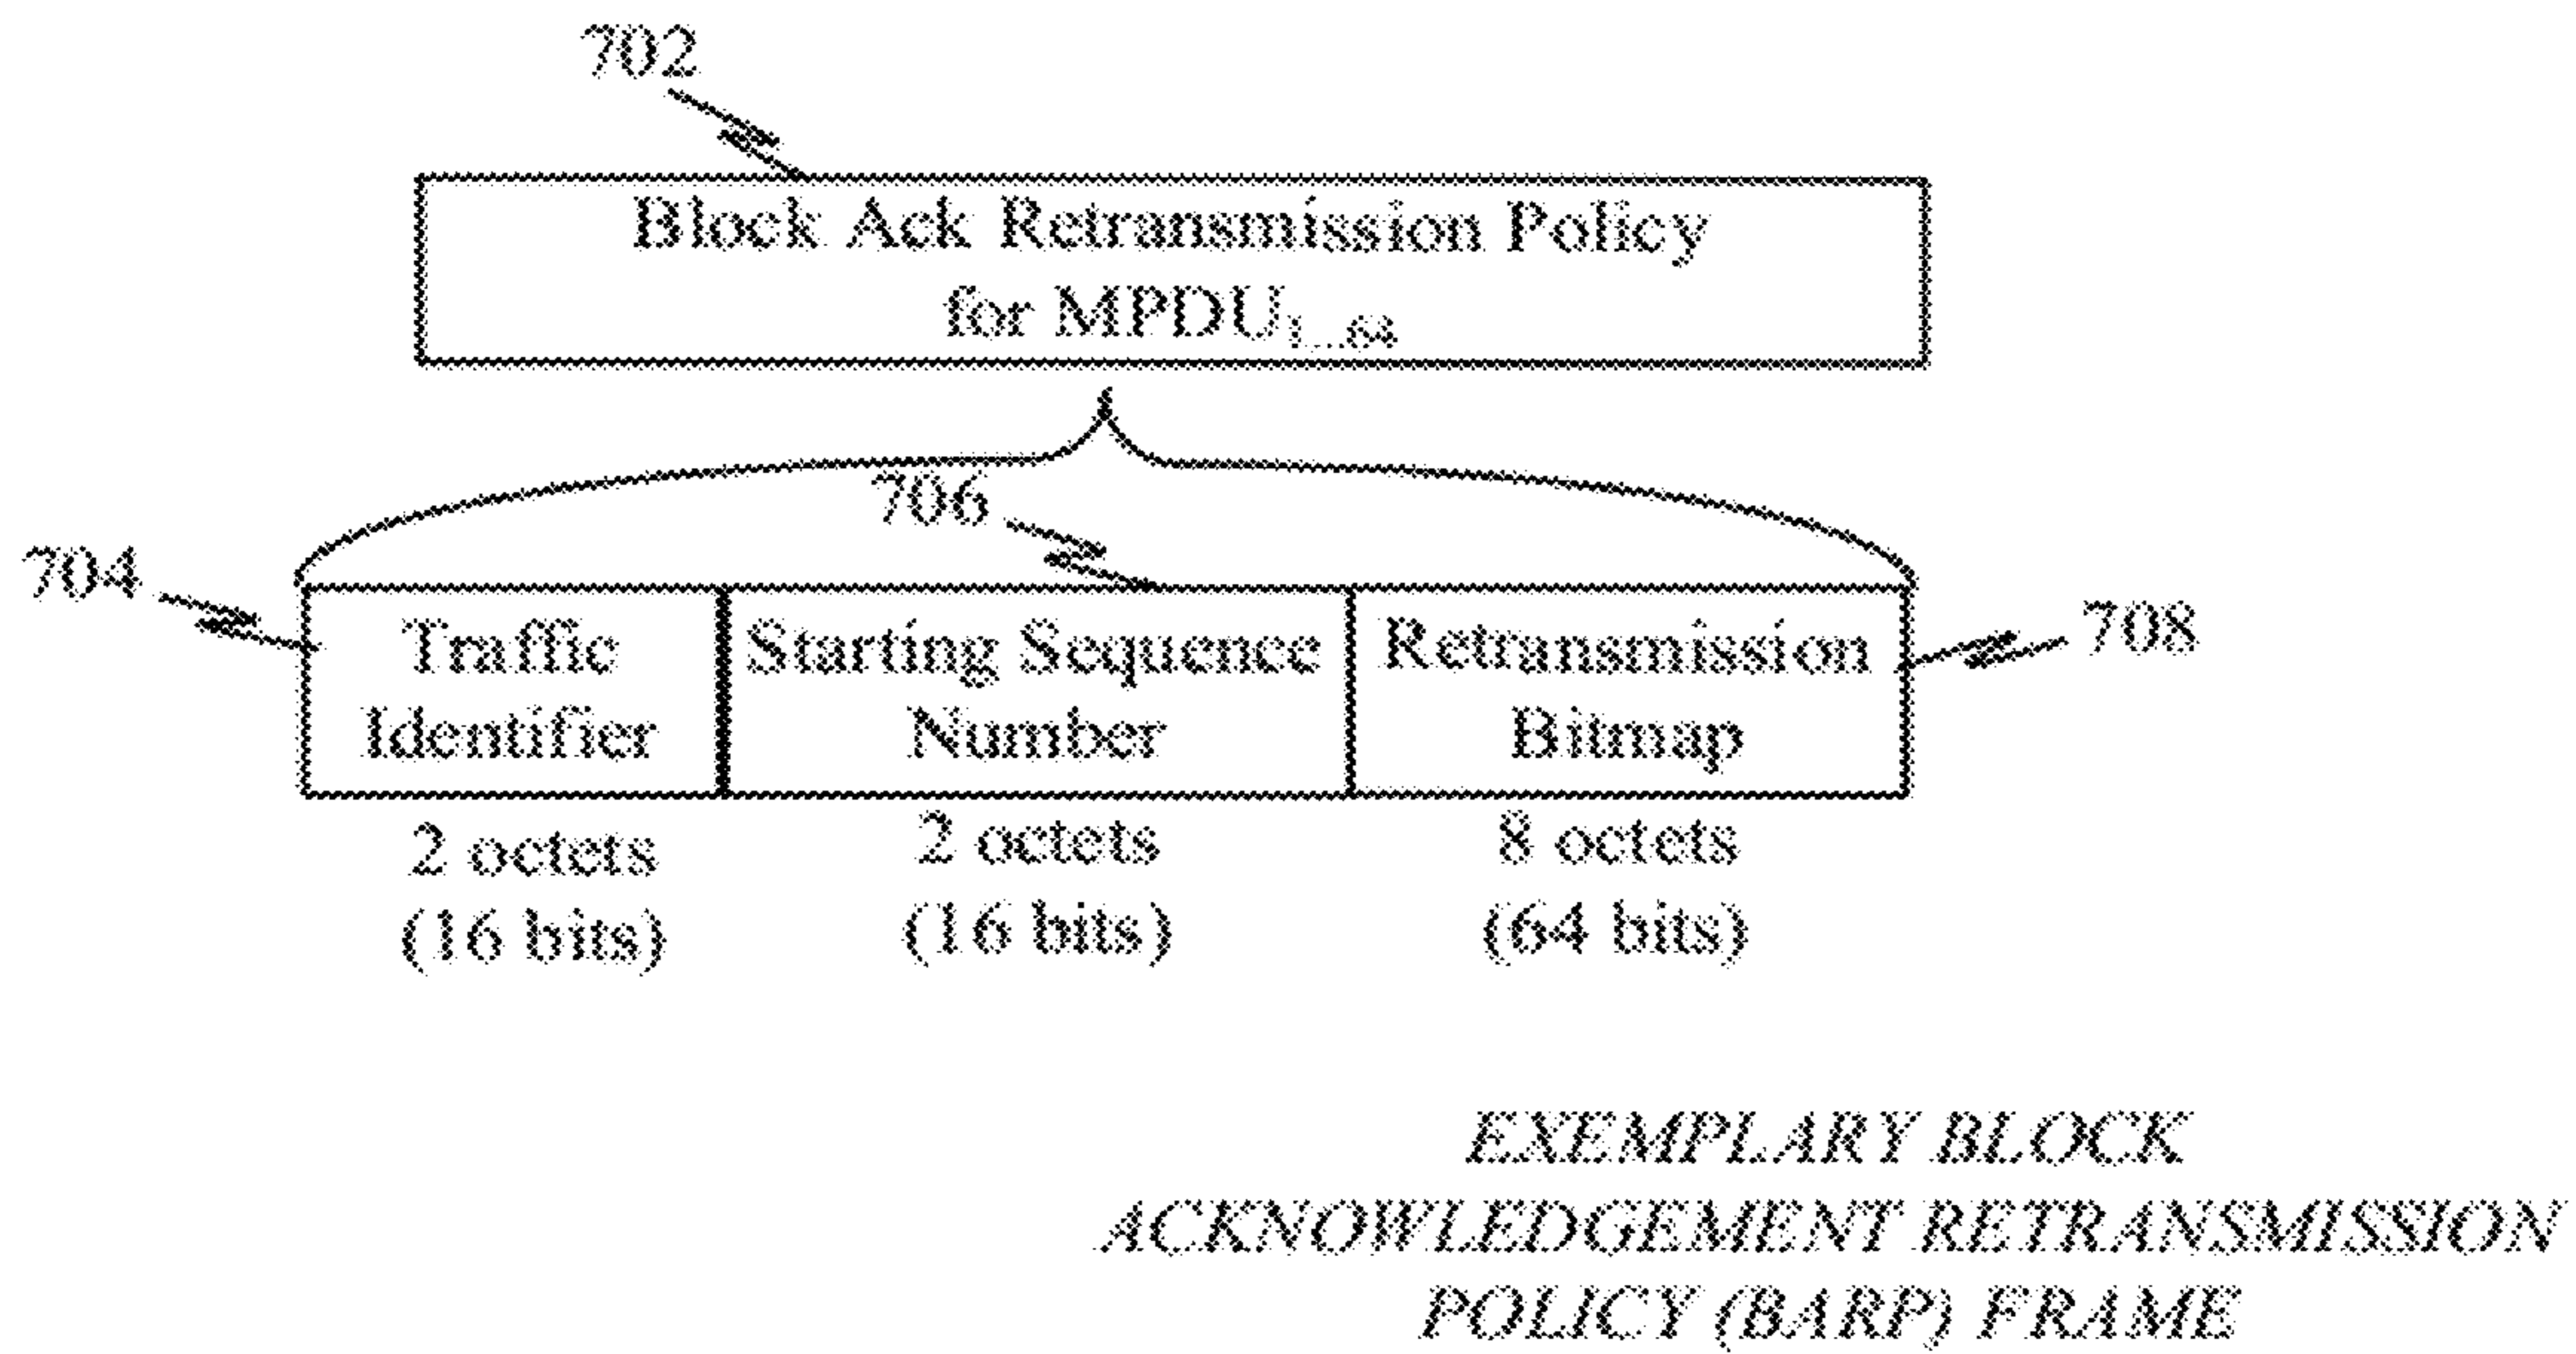 702
Block Ack Retransmission Policy
for MPDU1...64
706
704
708
Traffic
Identifier
Starting Sequence
Number
Retransmission
Bitmap
2 octets
(16 bits)
2 octets
(16 bits)
8 octets
(64 bits)
EXEMPLARY BLOCK
ACKNOWLEDGEMENT RETRANSMISSION
POLICY (BARP) FRAME